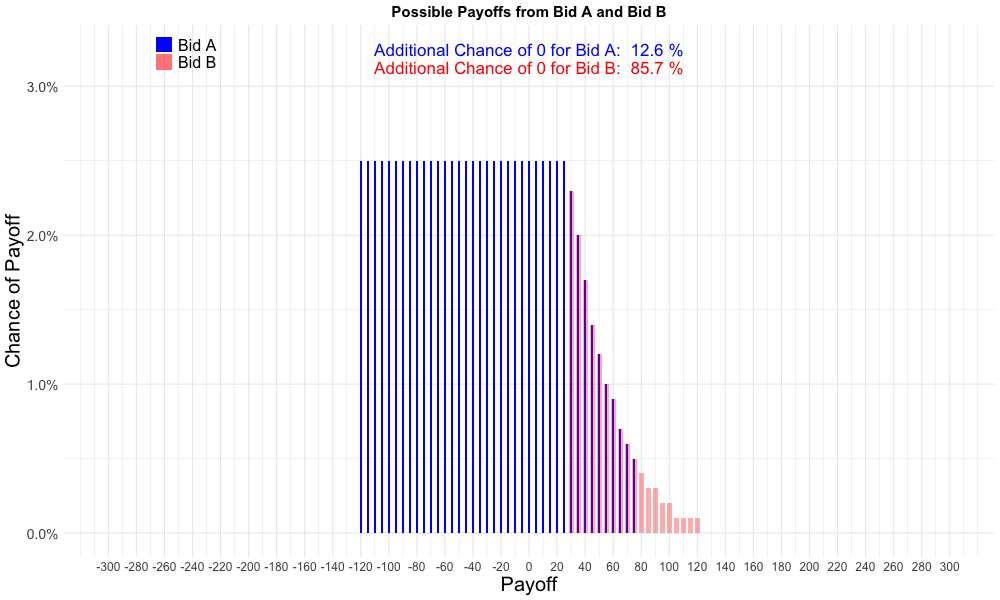 Possible Payoffs from Bid A and Bid B
Bid A
Bid B
Additional Chance of 0 for Bid A: 12.6 %
Additional Chance of 0 for Bid B: 85.7 %
Chance of Payoff
3.0%
2.0%
1.0%
0.0%
-300 -280 -260 -240 -220 -200 -180 -160 -140 -120 -100 -80 -60 -40 -20 0 20 40 60 80 100 120 140 160 180 200 220 240 260 280 300
Payoff